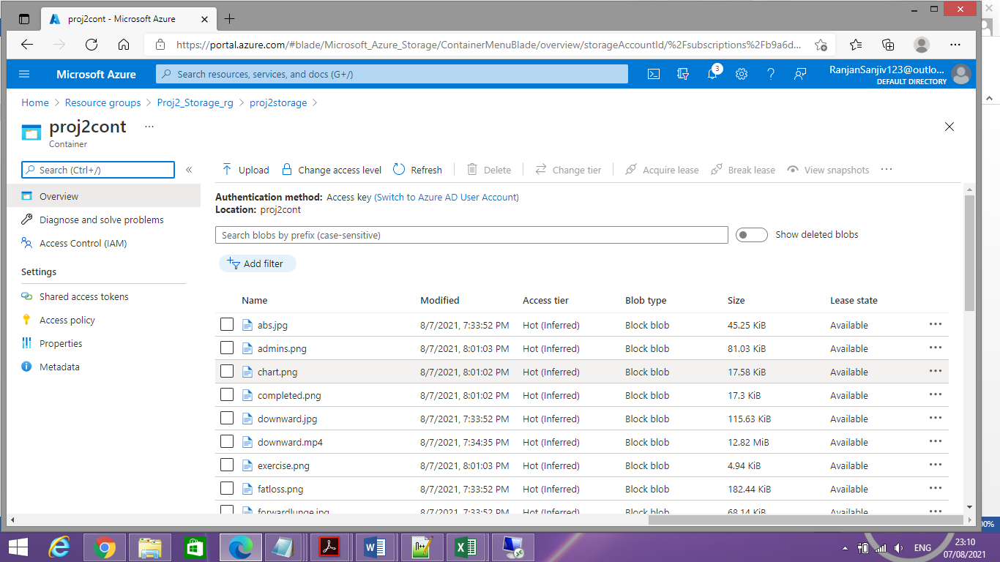 proj2cont - Microsoft Azure
https://portal.azure.com/#blade/Microsoft_Azure_Storage/ContainerMenuBlade/overview/storageAccountId/%2Fsubscriptions%2Fb9a6d...
Microsoft Azure
Search resources, services, and docs (G+/)
3
RanjanSanjiv123@outlo...
DEFAULT DIRECTORY
Home > Resource groups > Proj2_Storage_rg > proj2storage >
proj2cont ...
Container
Search (Ctrl+/) «
Overview
Diagnose and solve problems
Access Control (IAM)
Settings
Shared access tokens
Access policy
Properties
Metadata
Upload Change access level Refresh Delete Change tier Acquire lease Break lease View snapshots ...
Authentication method: Access key (Switch to Azure AD User Account)
Location: proj2cont
Search blobs by prefix (case-sensitive) Show deleted blobs
Add filter
Name Modified Access tier Blob type Size Lease state
abs.jpg 8/7/2021, 7:33:52 PM Hot (Inferred) Block blob 45.25 KiB Available ...
admins.png 8/7/2021, 8:01:03 PM Hot (Inferred) Block blob 81.03 KiB Available ...
chart.png 8/7/2021, 8:01:02 PM Hot (Inferred) Block blob 17.58 KiB Available ...
completed.png 8/7/2021, 8:01:02 PM Hot (Inferred) Block blob 17.3 KiB Available ...
downward.jpg 8/7/2021, 7:33:52 PM Hot (Inferred) Block blob 115.63 KiB Available ...
downward.mp4 8/7/2021, 7:34:35 PM Hot (Inferred) Block blob 12.82 MiB Available ...
exercise.png 8/7/2021, 8:01:03 PM Hot (Inferred) Block blob 4.94 KiB Available ...
fatloss.png 8/7/2021, 7:33:52 PM Hot (Inferred) Block blob 182.44 KiB Available ...
forwardlunge.jpg 8/7/2021, 7:33:52 PM Hot (Inferred) Block blob 68.14 KiB Available ...
00%
ENG
23:10
07/08/2021